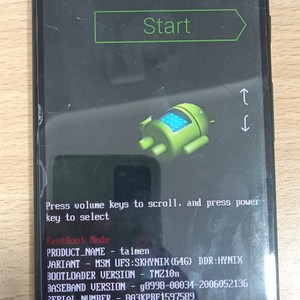 Start
Press volume keys to scroll, and press power
key to select
FastBoot Mode
PRODUCT_NAME - taimen
VARIANT - MSM UFS:SKHYNIX(64G) DDR:HYNIX
BOOTLOADER VERSION - TMZ10n
BASEBAND VERSION - g8998-00034-2006052136
SERIAL NUMBER - 803KPBF1597589